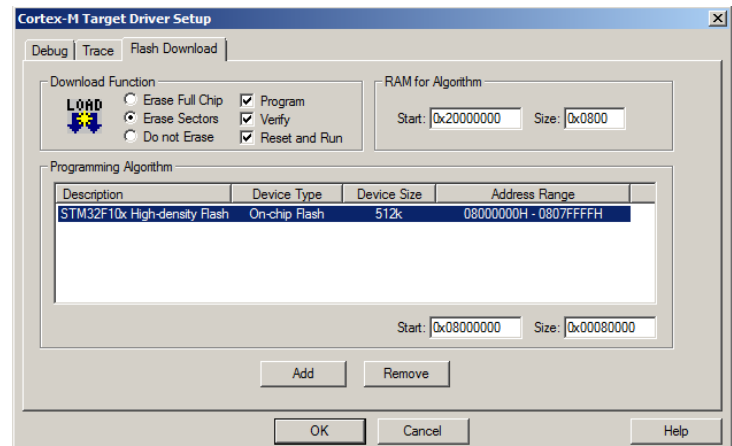 Cortex-M Target Driver Setup
Debug Trace Flash Download
Download Function
LOAD
Erase Full Chip Program
Erase Sectors Verify
Do not Erase Reset and Run
RAM for Algorithm
Start: 0x20000000 Size: 0x0800
Programming Algorithm
Description Device Type Device Size Address Range
STM32F10x High-density Flash On-chip Flash 512k 08000000H - 0807FFFFH
Start: 0x08000000 Size: 0x00080000
Add Remove
OK Cancel Help